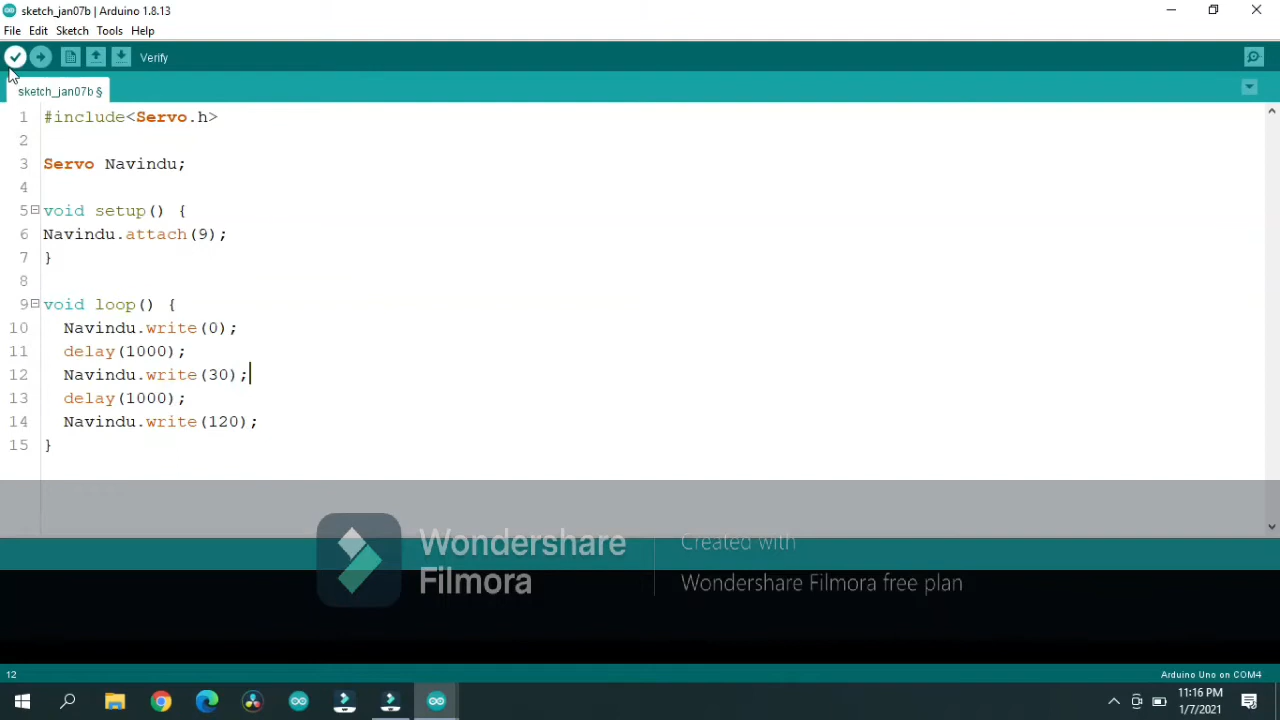 sketch_jan07b | Arduino 1.8.13
File Edit Sketch Tools Help
Verify
sketch_jan07b §
1 #include<Servo.h>
2
3 Servo Navindu;
4
5 void setup() {
6 Navindu.attach(9);
7 }
8
9 void loop() {
10 Navindu.write(0);
11 delay(1000);
12 Navindu.write(30);
13 delay(1000);
14 Navindu.write(120);
15 }
Wondershare Filmora
Created with
Wondershare Filmora free plan
12
Arduino Uno on COM4
11:16 PM
1/7/2021